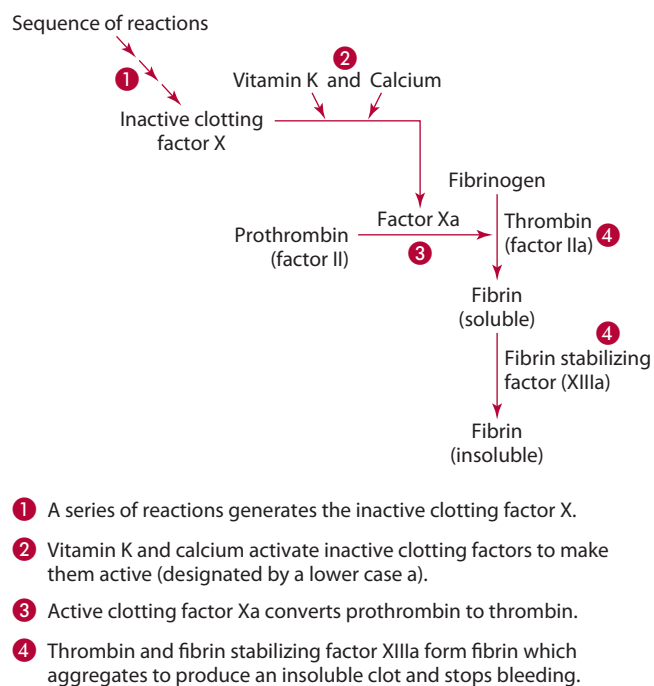 Sequence of reactions
1
2
Vitamin K and Calcium
Inactive clotting
factor X
Fibrinogen
Factor Xa
Prothrombin
(factor II)
3
Thrombin
(factor IIa)
4
Fibrin
(soluble)
4
Fibrin stabilizing
factor (XIIIa)
Fibrin
(insoluble)
1 A series of reactions generates the inactive clotting factor X.
2 Vitamin K and calcium activate inactive clotting factors to make
them active (designated by a lower case a).
3 Active clotting factor Xa converts prothrombin to thrombin.
4 Thrombin and fibrin stabilizing factor XIIIa form fibrin which
aggregates to produce an insoluble clot and stops bleeding.